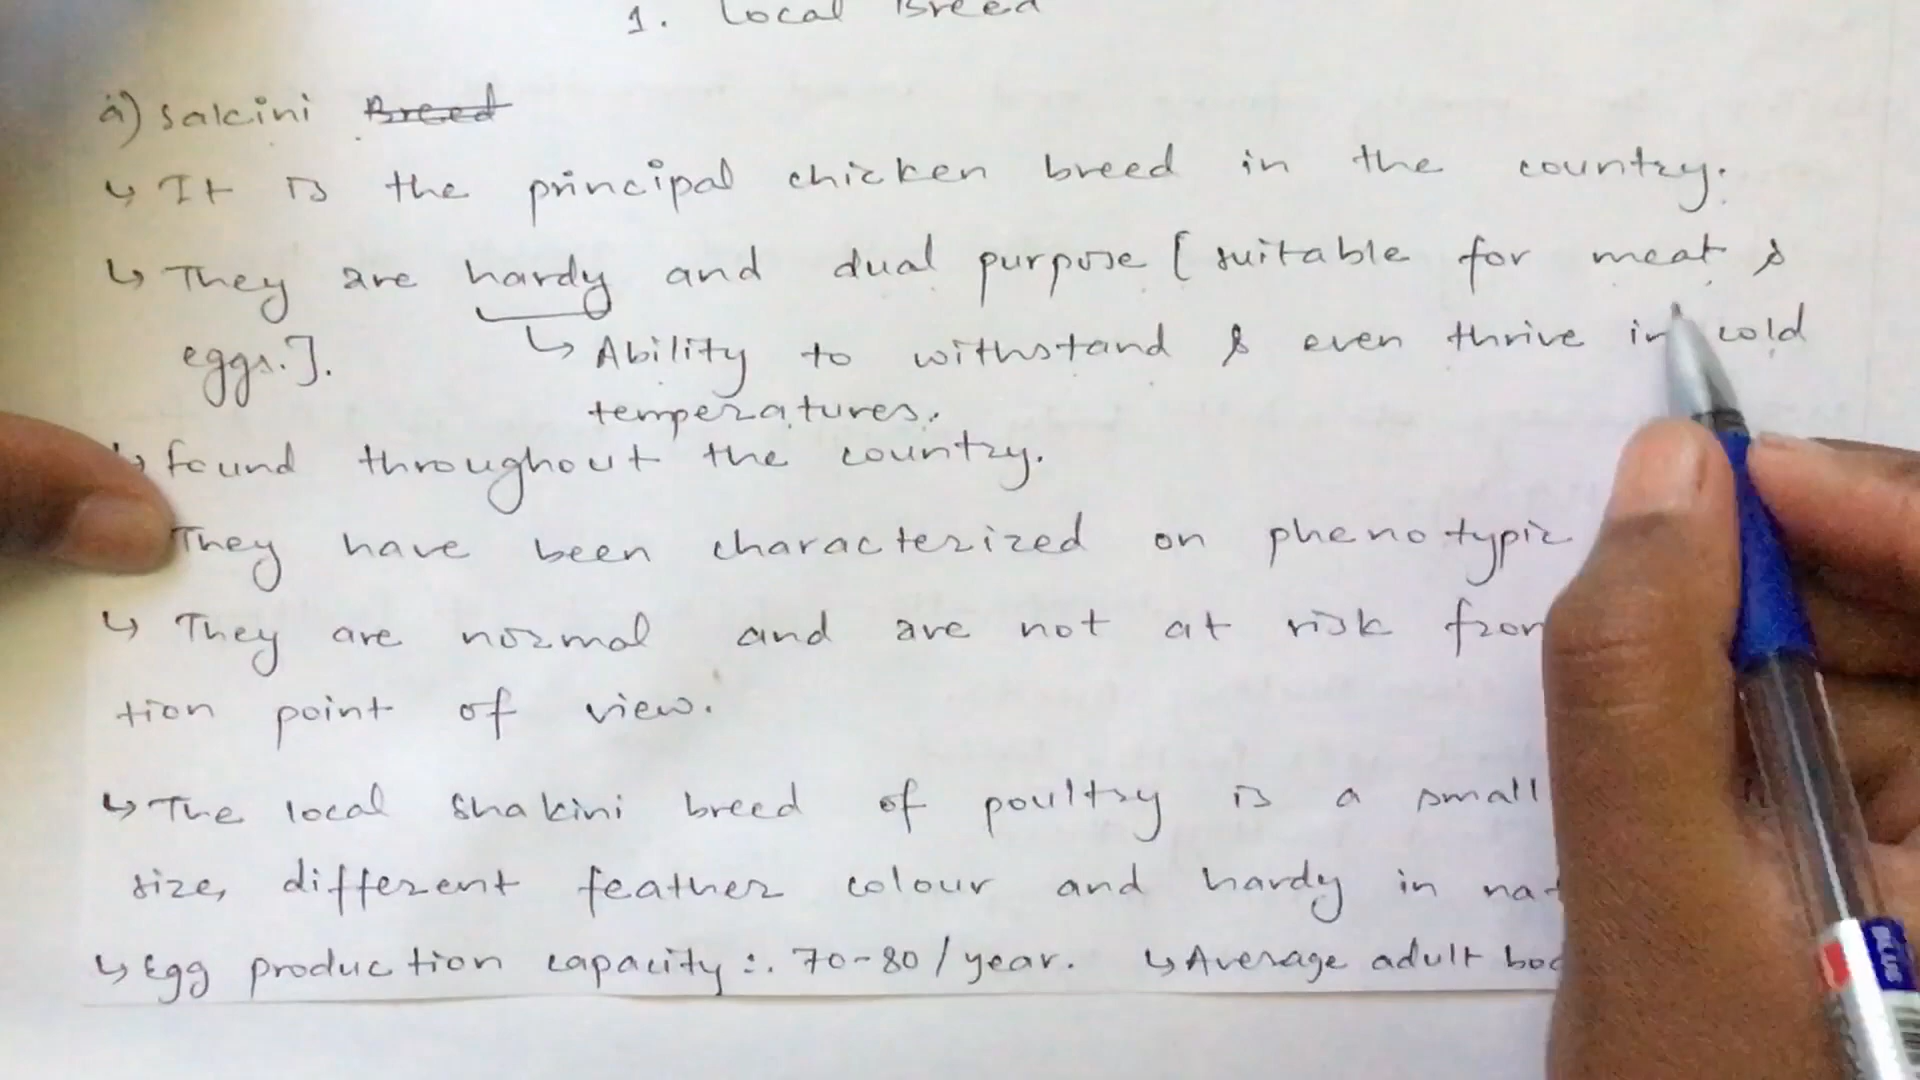 1. Local Breed
a) Sakini Breed
↳ It is the principal chicken breed in the country.
↳ They are hardy and dual purpose [suitable for meat &
eggs.].
↳ Ability to withstand & even thrive in cold
temperatures.
↳ found throughout the country.
They have been characterized on phenotypic
↳ They are normal and are not at risk from
tion point of view.
↳ The local shakini breed of poultry is a small
size, different feather colour and hardy in nat
↳ Egg production capacity :. 70-80/year. ↳ Average adult bod